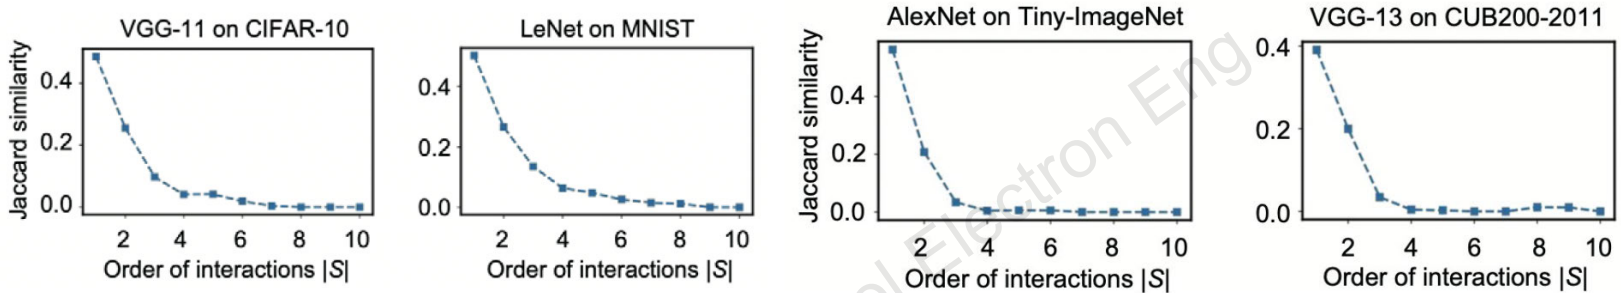 VGG-11 on CIFAR-10
Jaccard similarity
0.4
0.2
0.0
2 4 6 8 10
Order of interactions |S|
LeNet on MNIST
0.4
0.2
0.0
2 4 6 8 10
Order of interactions |S|
AlexNet on Tiny-ImageNet
Jaccard similarity
0.4
0.2
0.0
2 4 6 8 10
Order of interactions |S|
VGG-13 on CUB200-2011
0.4
0.2
0.0
2 4 6 8 10
Order of interactions |S|
Electron Eng